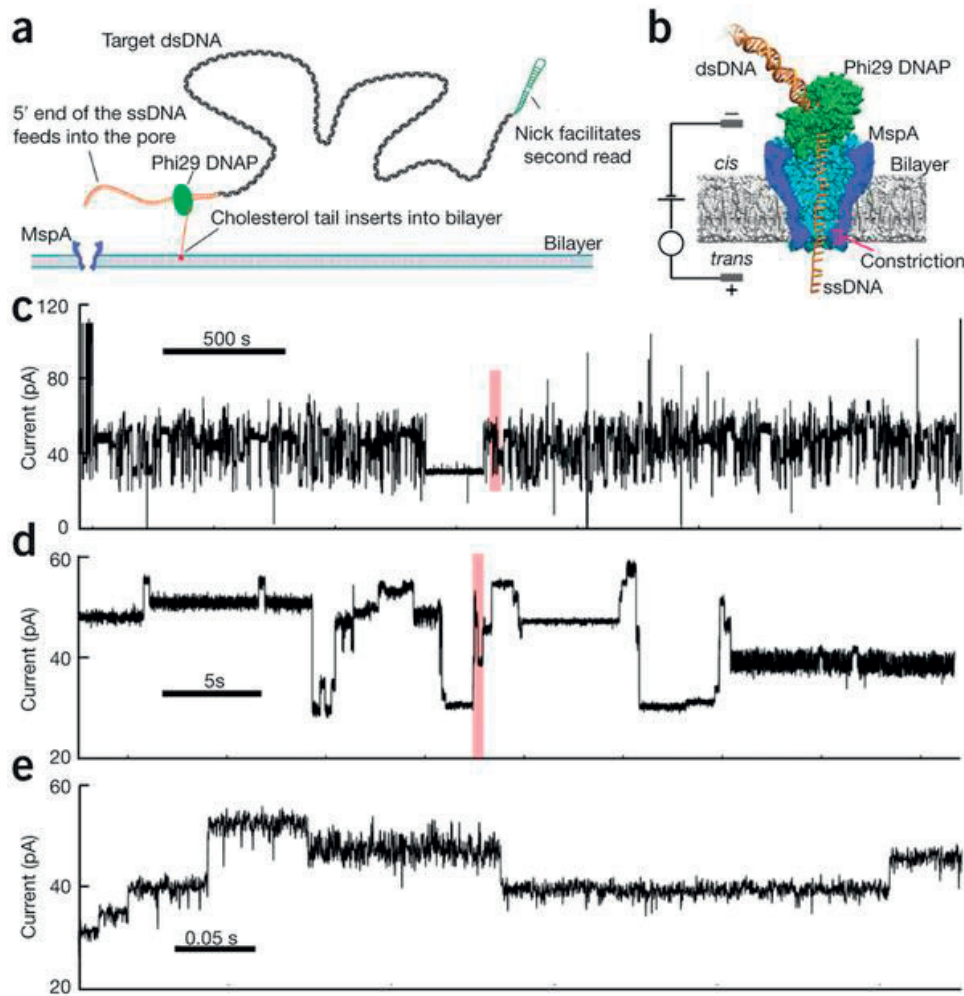 a
Target dsDNA
5′ end of the ssDNA
feeds into the pore
Phi29 DNAP
Nick facilitates
second read
Cholesterol tail inserts into bilayer
MspA
Bilayer
b
dsDNA
Phi29 DNAP
–
MspA
cis
Bilayer
trans
Constriction
+
ssDNA
c
120
500 s
80
Current (pA)
40
0
d
60
Current (pA)
40
5s
20
e
60
Current (pA)
40
0.05 s
20